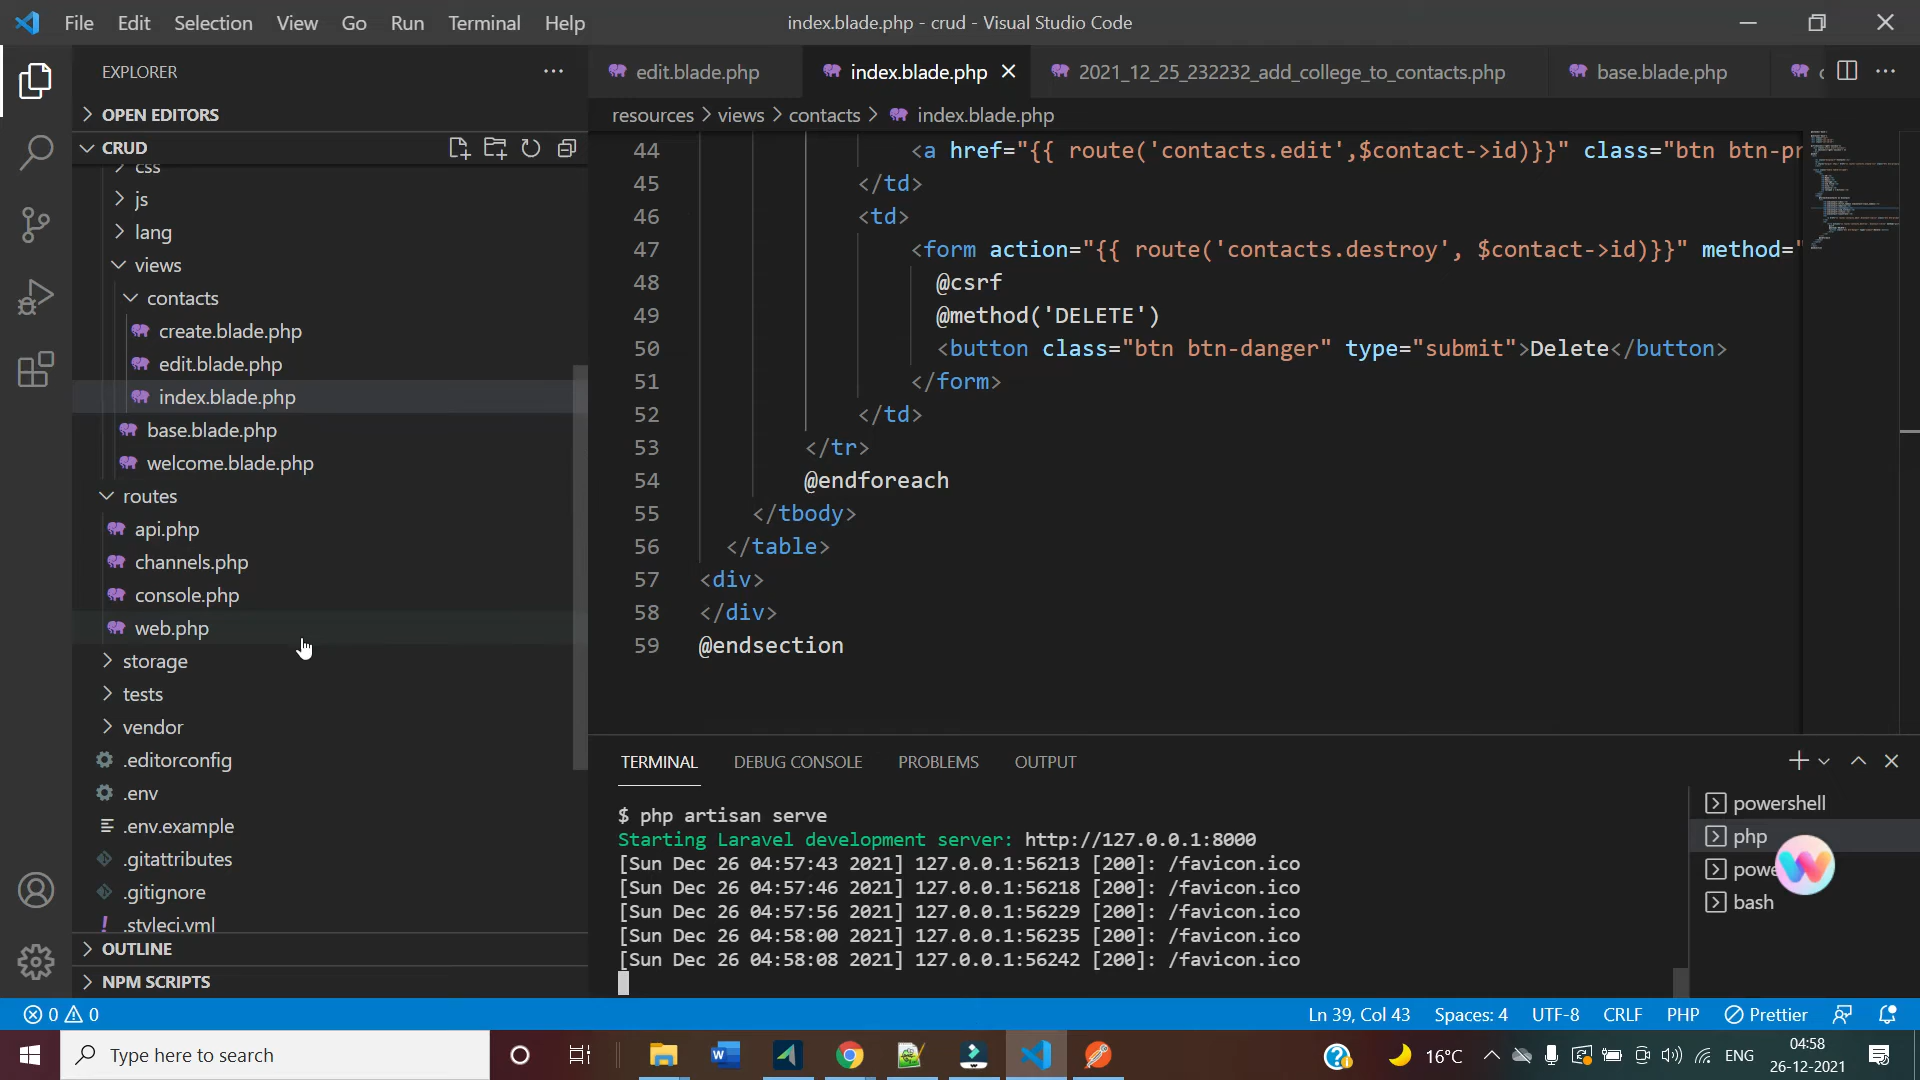 File Edit Selection View Go Run Terminal Help
index.blade.php - crud - Visual Studio Code
EXPLORER
OPEN EDITORS
CRUD
css
js
lang
views
contacts
create.blade.php
edit.blade.php
index.blade.php
base.blade.php
welcome.blade.php
routes
api.php
channels.php
console.php
web.php
storage
tests
vendor
.editorconfig
.env
.env.example
.gitattributes
.gitignore
.styleci.yml
OUTLINE
NPM SCRIPTS
edit.blade.php index.blade.php 2021_12_25_232232_add_college_to_contacts.php base.blade.php
resources > views > contacts > index.blade.php
44 <a href="{{ route('contacts.edit',$contact->id)}}" class="btn btn-pr
45 </td>
46 <td>
47 <form action="{{ route('contacts.destroy', $contact->id)}}" method="
48 @csrf
49 @method('DELETE')
50 <button class="btn btn-danger" type="submit">Delete</button>
51 </form>
52 </td>
53 </tr>
54 @endforeach
55 </tbody>
56 </table>
57 <div>
58 </div>
59 @endsection
TERMINAL DEBUG CONSOLE PROBLEMS OUTPUT
$ php artisan serve
Starting Laravel development server: http://127.0.0.1:8000
[Sun Dec 26 04:57:43 2021] 127.0.0.1:56213 [200]: /favicon.ico
[Sun Dec 26 04:57:46 2021] 127.0.0.1:56218 [200]: /favicon.ico
[Sun Dec 26 04:57:56 2021] 127.0.0.1:56229 [200]: /favicon.ico
[Sun Dec 26 04:58:00 2021] 127.0.0.1:56235 [200]: /favicon.ico
[Sun Dec 26 04:58:08 2021] 127.0.0.1:56242 [200]: /favicon.ico
powershell
php
powe
bash
0 0
Ln 39, Col 43 Spaces: 4 UTF-8 CRLF PHP Prettier
Type here to search
16°C
ENG
04:58
26-12-2021